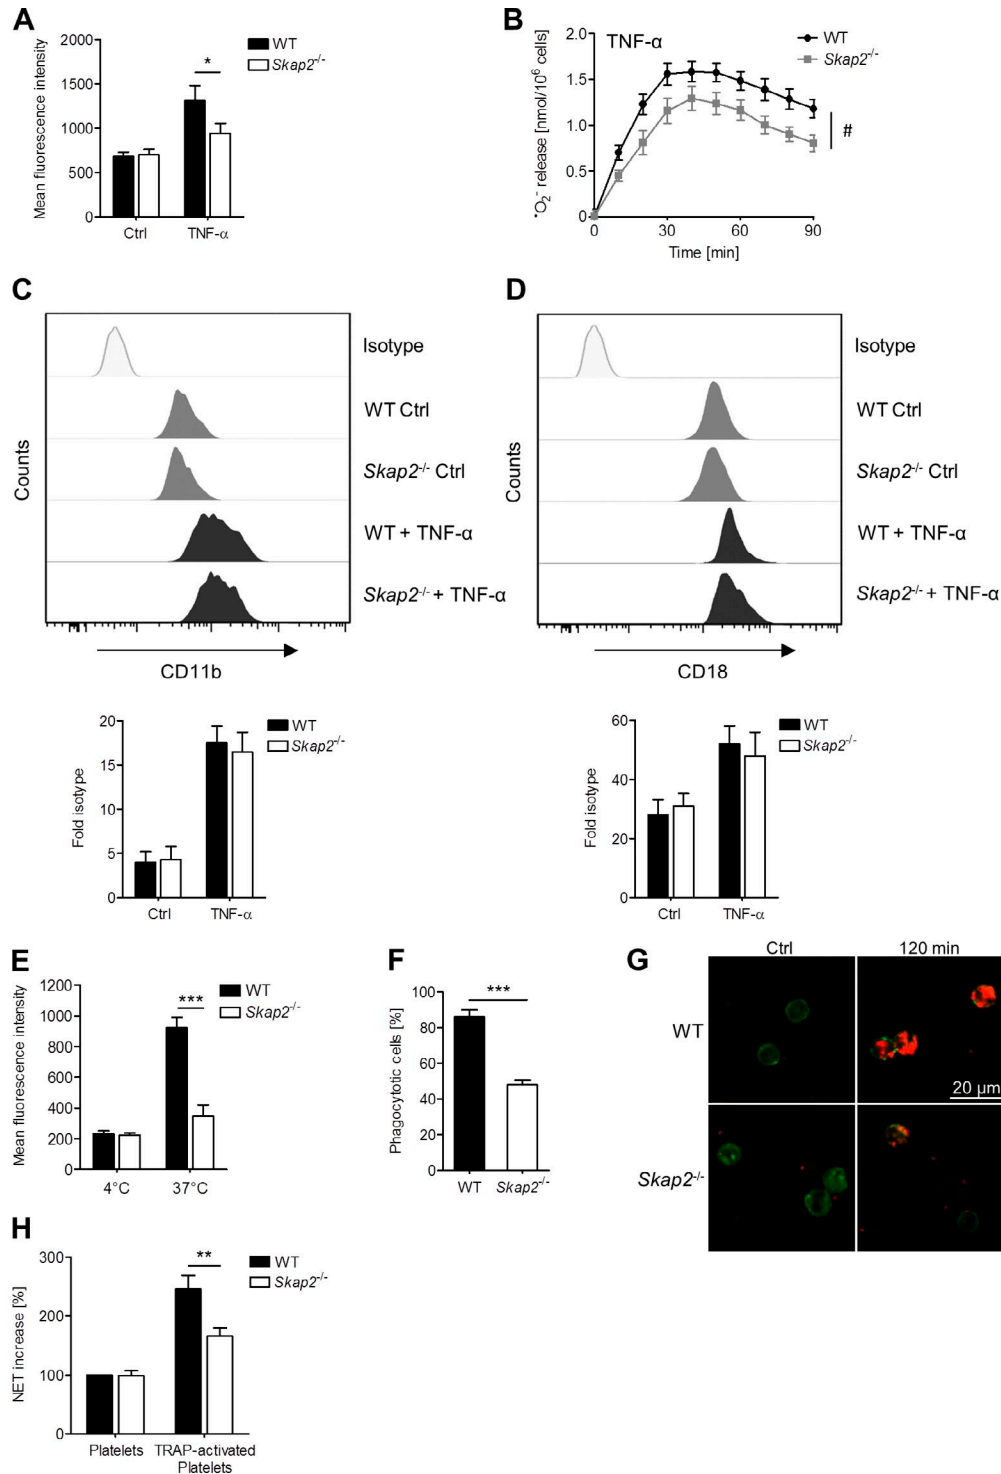 A
Mean fluorescence intensity
2000
1500
1000
500
0
WT
Skap2-/-
*
Ctrl
TNF-α
B
•O2- release [nmol/10^6 cells]
2.0
1.5
1.0
0.5
0
TNF-α
WT
Skap2-/-
#
0
30
60
90
Time [min]
C
Counts
Isotype
WT Ctrl
Skap2-/- Ctrl
WT + TNF-α
Skap2-/- + TNF-α
CD11b
Fold isotype
20
15
10
5
0
WT
Skap2-/-
Ctrl
TNF-α
D
Counts
Isotype
WT Ctrl
Skap2-/- Ctrl
WT + TNF-α
Skap2-/- + TNF-α
CD18
Fold isotype
60
40
20
0
WT
Skap2-/-
Ctrl
TNF-α
E
Mean fluorescence intensity
1200
1000
800
600
400
200
0
WT
Skap2-/-
***
4°C
37°C
F
Phagocytotic cells [%]
100
80
60
40
20
0
***
WT
Skap2-/-
G
Ctrl
120 min
WT
20 µm
Skap2-/-
H
NET increase [%]
300
200
100
0
WT
Skap2-/-
**
Platelets
TRAP-activated
Platelets